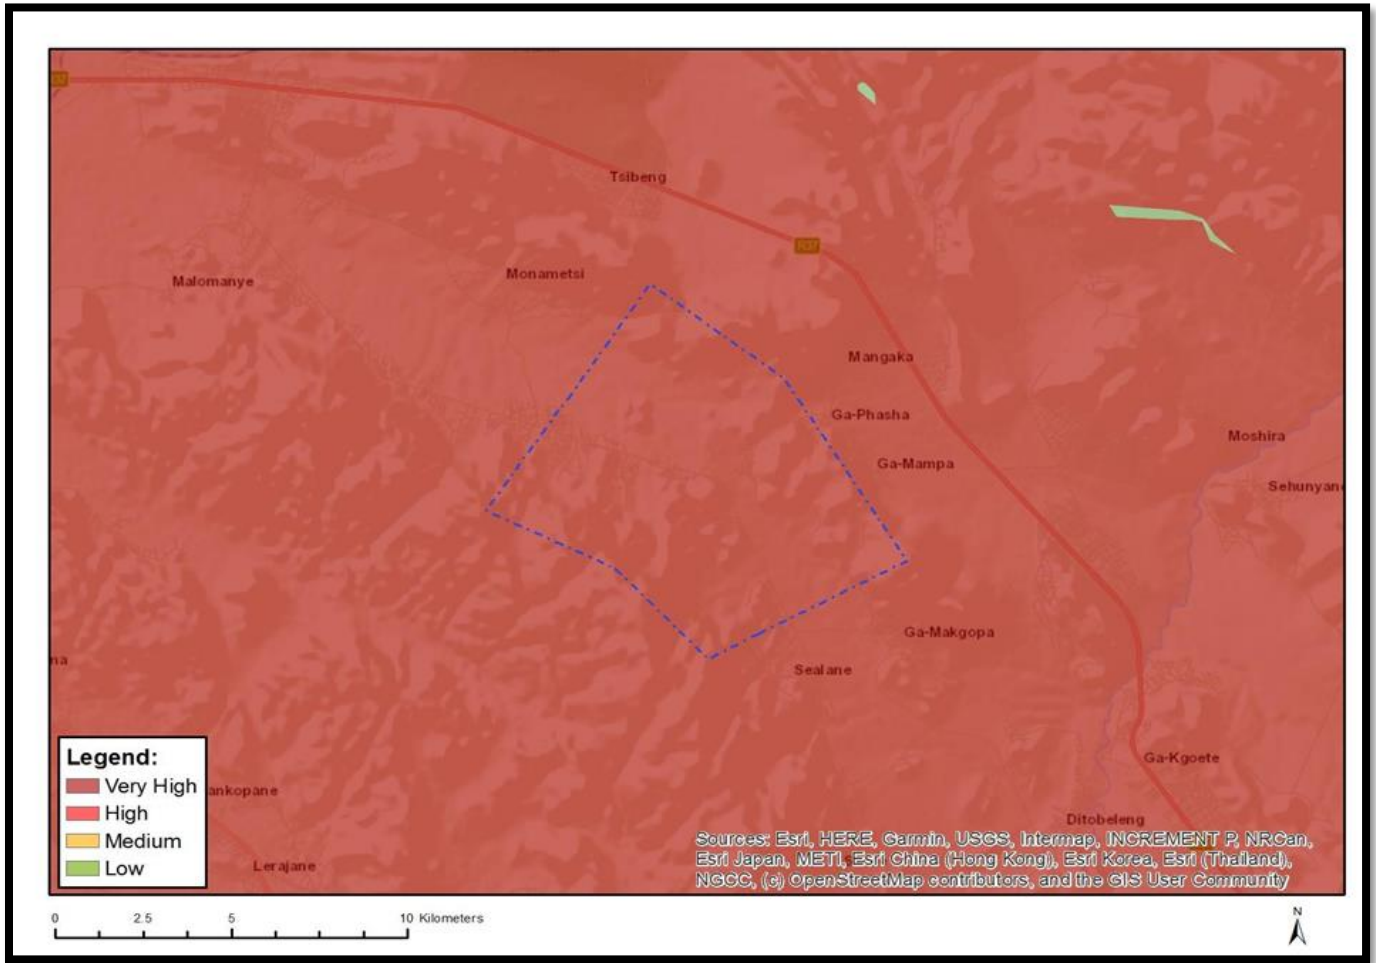 37
Tsibeng
R37
Malomanye
Monametsi
Mangaka
Ga-Phasha
Moshira
Ga-Mampa
Sehunyan
Ga-Makgopa
na
Sealane
Legend:
Very High
High
Medium
Low
Ga-Kgoete
ankopane
Ditobeleng
Lerajane
Sources: Esri, HERE, Garmin, USGS, Intermap, INCREMENT P, NRCan,
Esri Japan, METI, Esri China (Hong Kong), Esri Korea, Esri (Thailand),
NGCC, (c) OpenStreetMap contributors, and the GIS User Community
0 2.5 5 10 Kilometers
N